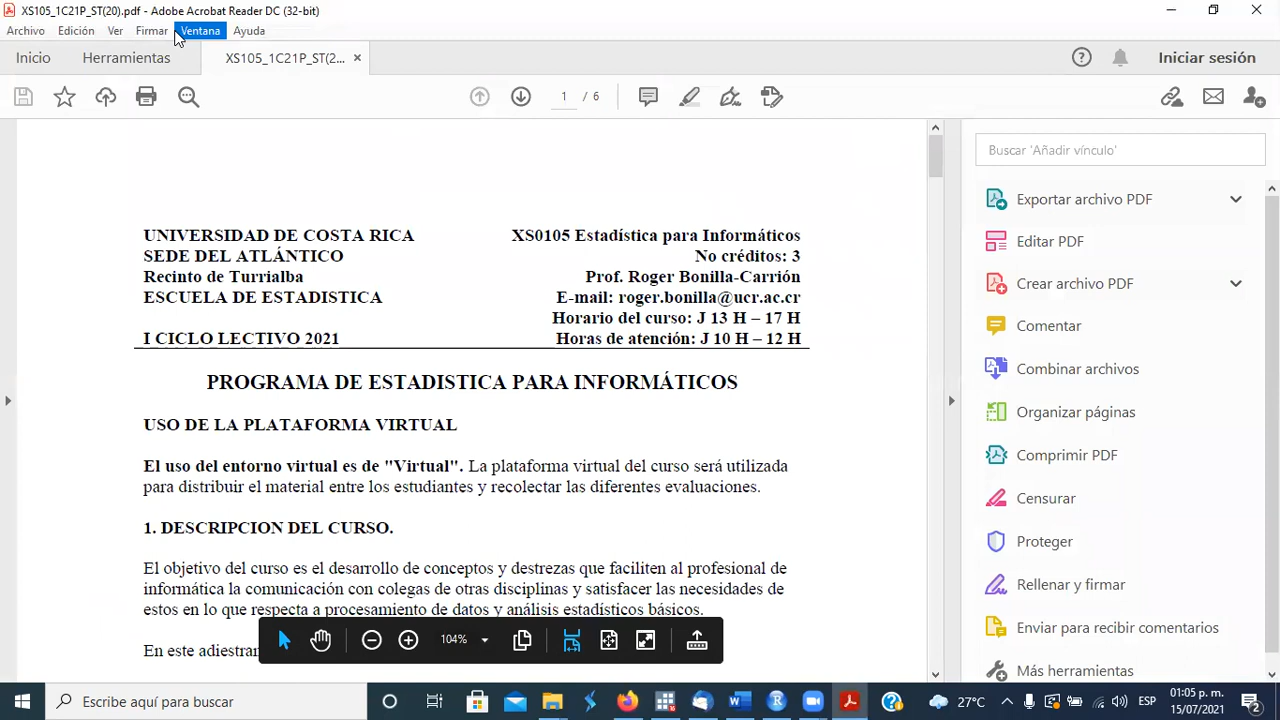 XS105_1C21P_ST(20).pdf - Adobe Acrobat Reader DC (32-bit)
Archivo Edición Ver Firmar Ventana Ayuda
Inicio Herramientas XS105_1C21P_ST(2... × Iniciar sesión
1 / 6
Buscar 'Añadir vínculo'
Exportar archivo PDF
Editar PDF
Crear archivo PDF
Comentar
Combinar archivos
Organizar páginas
Comprimir PDF
Censurar
Proteger
Rellenar y firmar
Enviar para recibir comentarios
Más herramientas
UNIVERSIDAD DE COSTA RICA XS0105 Estadística para Informáticos
SEDE DEL ATLÁNTICO No créditos: 3
Recinto de Turrialba Prof. Roger Bonilla-Carrión
ESCUELA DE ESTADISTICA E-mail: roger.bonilla@ucr.ac.cr
Horario del curso: J 13 H – 17 H
I CICLO LECTIVO 2021 Horas de atención: J 10 H – 12 H
PROGRAMA DE ESTADISTICA PARA INFORMÁTICOS
USO DE LA PLATAFORMA VIRTUAL
El uso del entorno virtual es de "Virtual". La plataforma virtual del curso será utilizada
para distribuir el material entre los estudiantes y recolectar las diferentes evaluaciones.
1. DESCRIPCION DEL CURSO.
El objetivo del curso es el desarrollo de conceptos y destrezas que faciliten al profesional de
informática la comunicación con colegas de otras disciplinas y satisfacer las necesidades de
estos en lo que respecta a procesamiento de datos y análisis estadísticos básicos.
En este adiestra
104%
Escribe aquí para buscar
27°C ESP 01:05 p. m.
15/07/2021
2